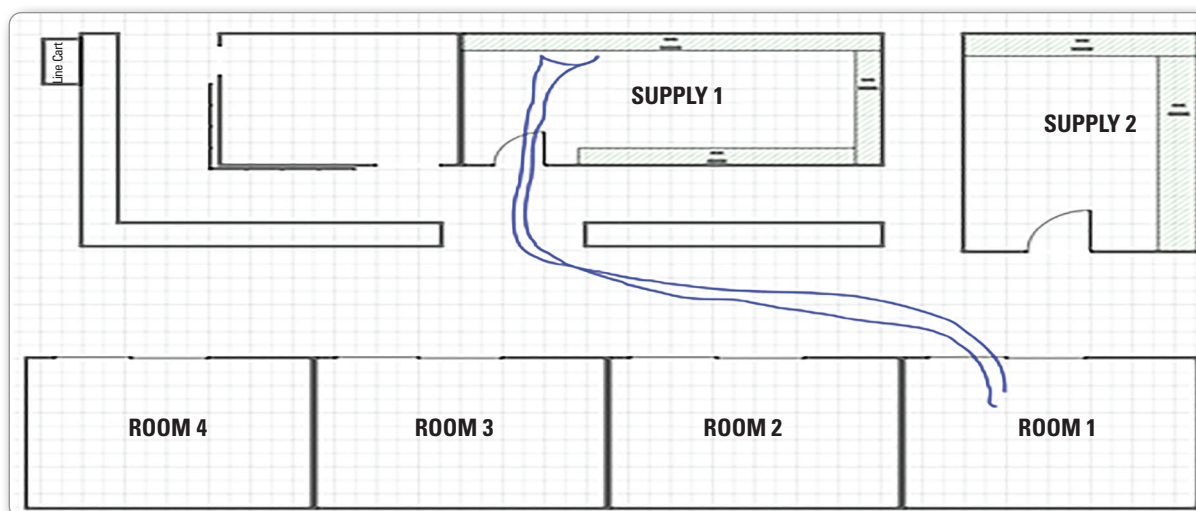 Line Cart
SUPPLY 1
SUPPLY 2
ROOM 4
ROOM 3
ROOM 2
ROOM 1